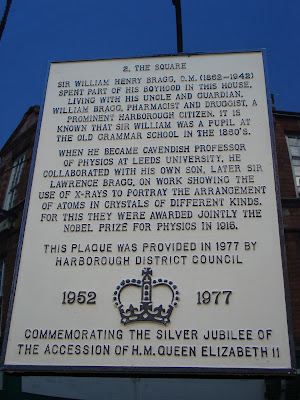 2, THE SQUARE
SIR WILLIAM HENRY BRAGG, O.M. (1862-1942)
SPENT PART OF HIS BOYHOOD IN THIS HOUSE,
LIVING WITH HIS UNCLE AND GUARDIAN,
WILLIAM BRAGG, PHARMACIST AND DRUGGIST, A
PROMINENT HARBOROUGH CITIZEN. IT IS
KNOWN THAT SIR WILLIAM WAS A PUPIL AT
THE OLD GRAMMAR SCHOOL IN THE 1860'S.
WHEN HE BECAME CAVENDISH PROFESSOR
OF PHYSICS AT LEEDS UNIVERSITY, HE
COLLABORATED WITH HIS OWN SON, LATER SIR
LAWRENCE BRAGG, ON WORK SHOWING THE
USE OF X-RAYS TO PORTRAY THE ARRANGEMENT
OF ATOMS IN CRYSTALS OF DIFFERENT KINDS.
FOR THIS THEY WERE AWARDED JOINTLY THE
NOBEL PRIZE FOR PHYSICS IN 1915.
THIS PLAQUE WAS PROVIDED IN 1977 BY
HARBOROUGH DISTRICT COUNCIL
1952 1977
COMMEMORATING THE SILVER JUBILEE OF
THE ACCESSION OF H.M. QUEEN ELIZABETH II